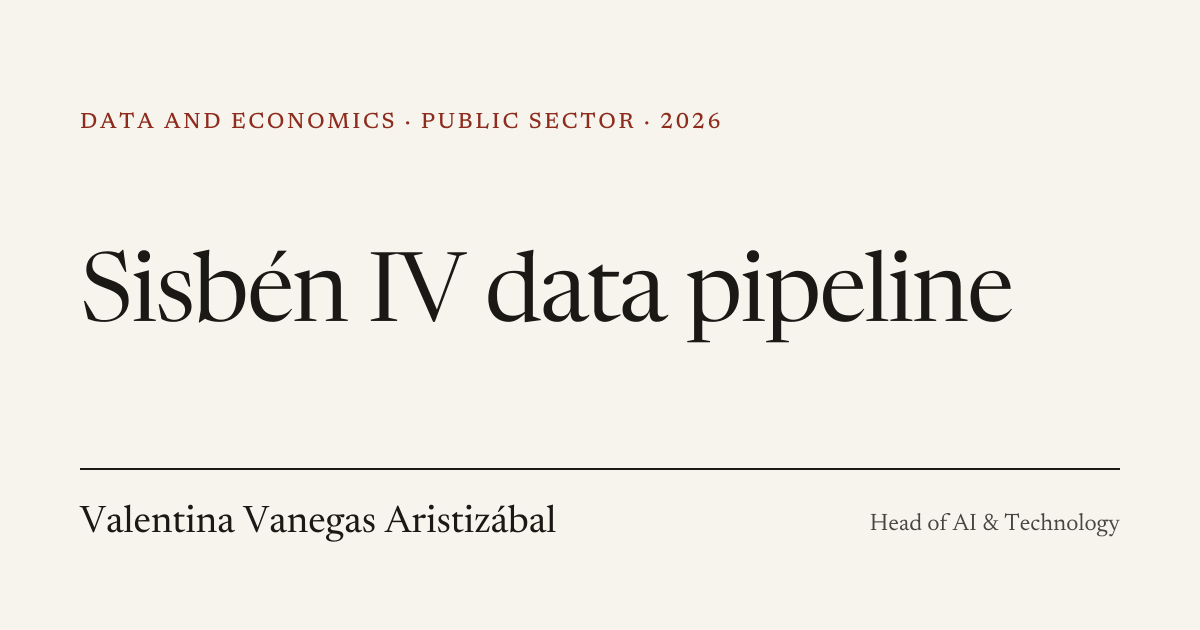 DATA AND ECONOMICS · PUBLIC SECTOR · 2026
Sisbén IV data pipeline
Valentina Vanegas Aristizábal
Head of AI & Technology